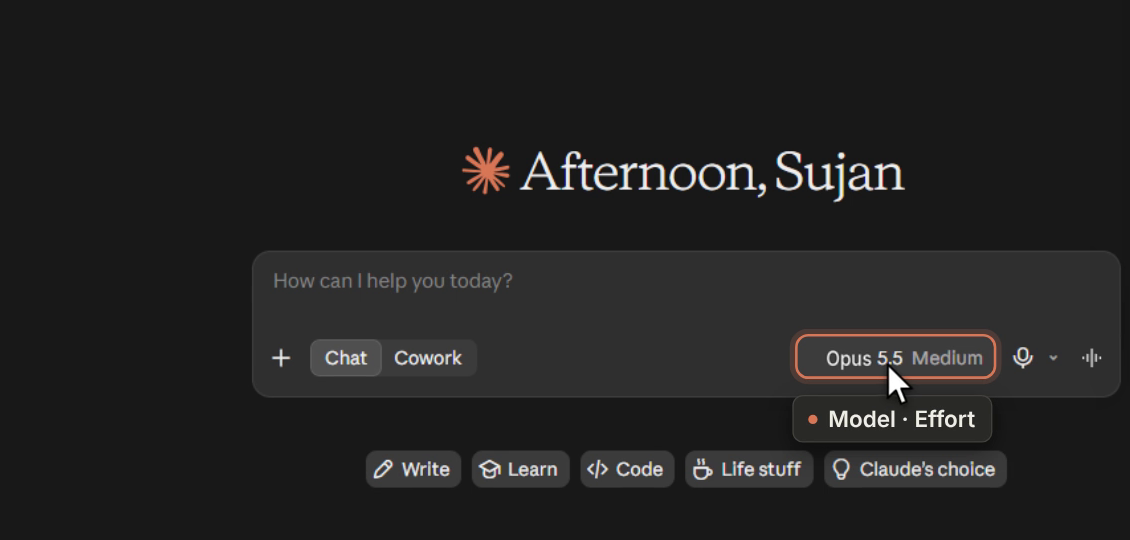 Afternoon, Sujan
How can I help you today?
Chat Cowork Opus 5.5 Medium
Model · Effort
Write Learn Code Life stuff Claude's choice